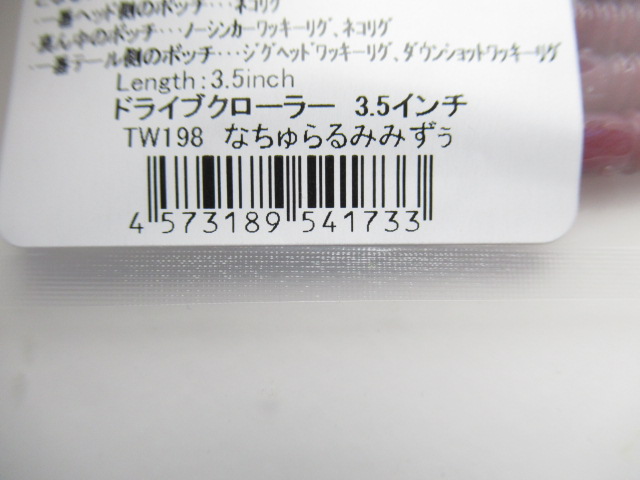 ・一番ヘッド側のポッチ・・・ネコリグ
・真ん中のポッチ・・・ノーシンカーワッキーリグ、ネコリグ
・一番テール側のポッチ・・・ジグヘッドワッキーリグ、ダウンショットワッキーリグ
Length:3.5inch
ドライブクローラー 3.5インチ
TW198 なちゅらるみみずぅ
4 573189 541733